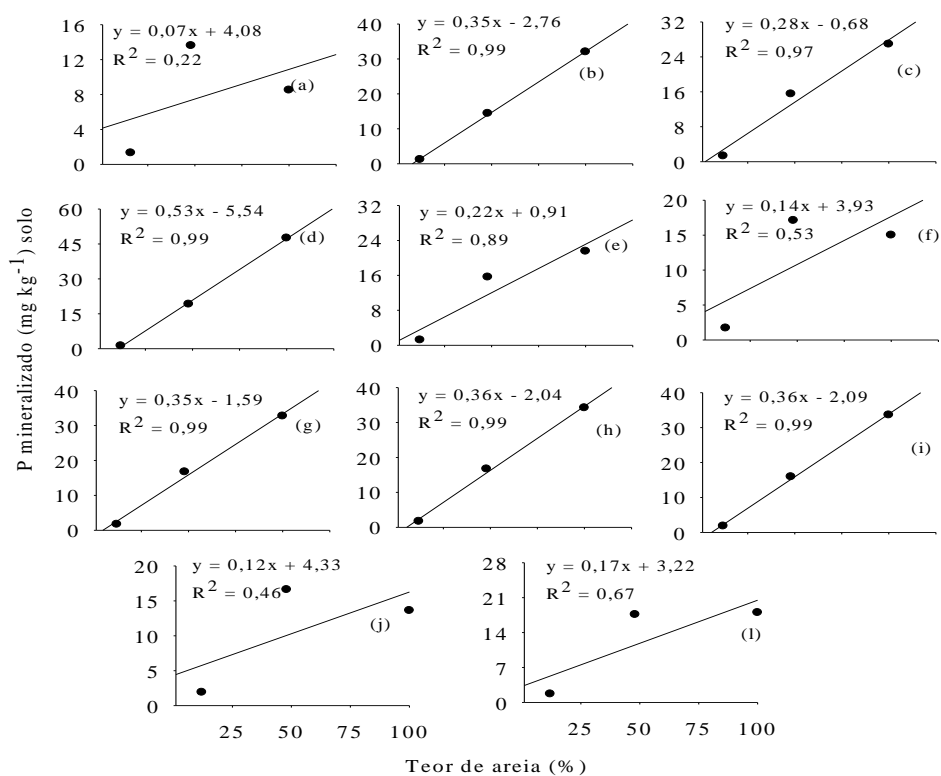 y = 0,07x + 4,08
R2 = 0,22
(a)
16
12
8
4
0
y = 0,35x - 2,76
R2 = 0,99
(b)
40
30
20
10
0
y = 0,28x - 0,68
R2 = 0,97
(c)
32
24
16
8
0
y = 0,53x - 5,54
R2 = 0,99
(d)
60
45
30
15
0
y = 0,22x + 0,91
R2 = 0,89
(e)
32
24
16
8
0
y = 0,14x + 3,93
R2 = 0,53
(f)
20
15
10
5
0
P mineralizado (mg kg-1) solo
y = 0,35x - 1,59
R2 = 0,99
(g)
40
30
20
10
0
y = 0,36x - 2,04
R2 = 0,99
(h)
40
30
20
10
0
y = 0,36x - 2,09
R2 = 0,99
(i)
40
30
20
10
0
y = 0,12x + 4,33
R2 = 0,46
(j)
20
15
10
5
0
25 50 75 100
y = 0,17x + 3,22
R2 = 0,67
(l)
28
21
14
7
0
25 50 75 100
Teor de areia (%)